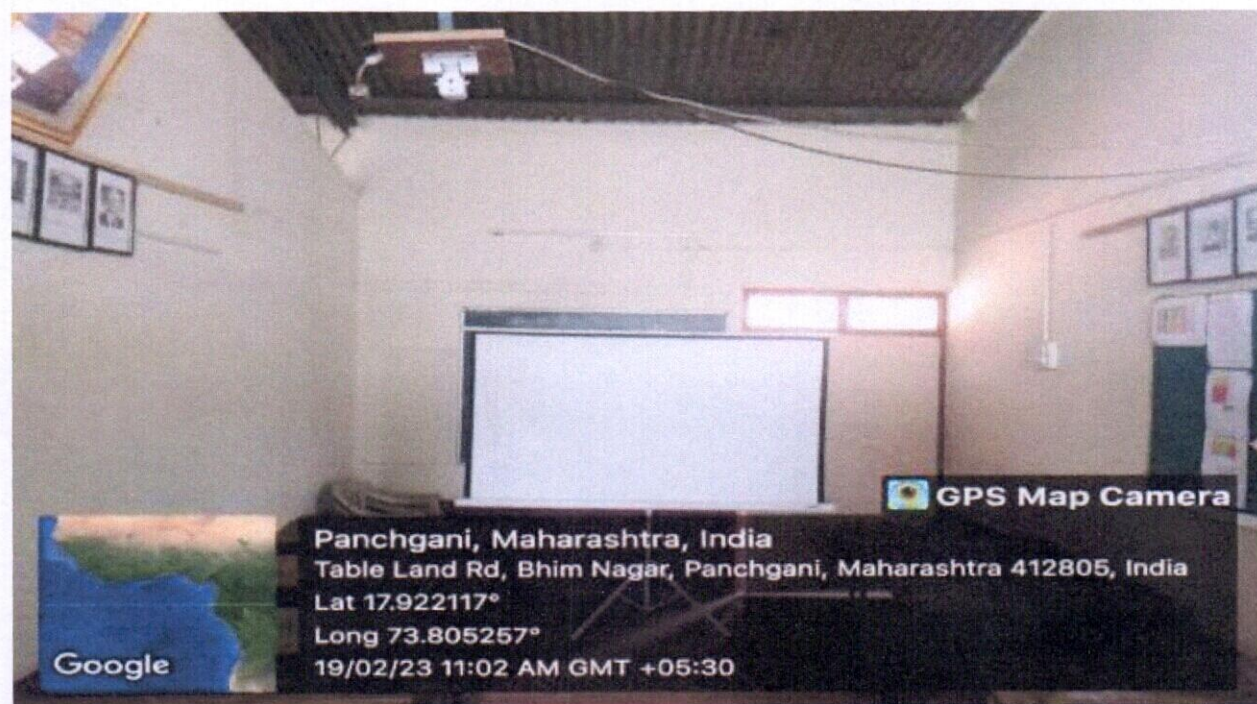 GPS Map Camera
Panchgani, Maharashtra, India
Table Land Rd, Bhim Nagar, Panchgani, Maharashtra 412805, India
Lat 17.922117°
Long 73.805257°
19/02/23 11:02 AM GMT +05:30
Google